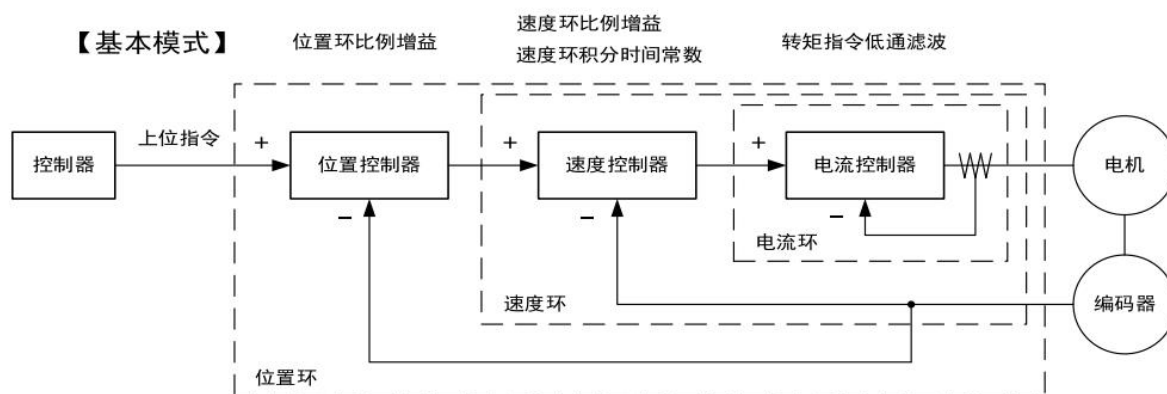 【基本模式】
位置环比例增益
速度环比例增益
速度环积分时间常数
转矩指令低通滤波
控制器
上位指令
+
位置控制器
+
速度控制器
+
电流控制器
电机
−
−
−
电流环
速度环
编码器
位置环